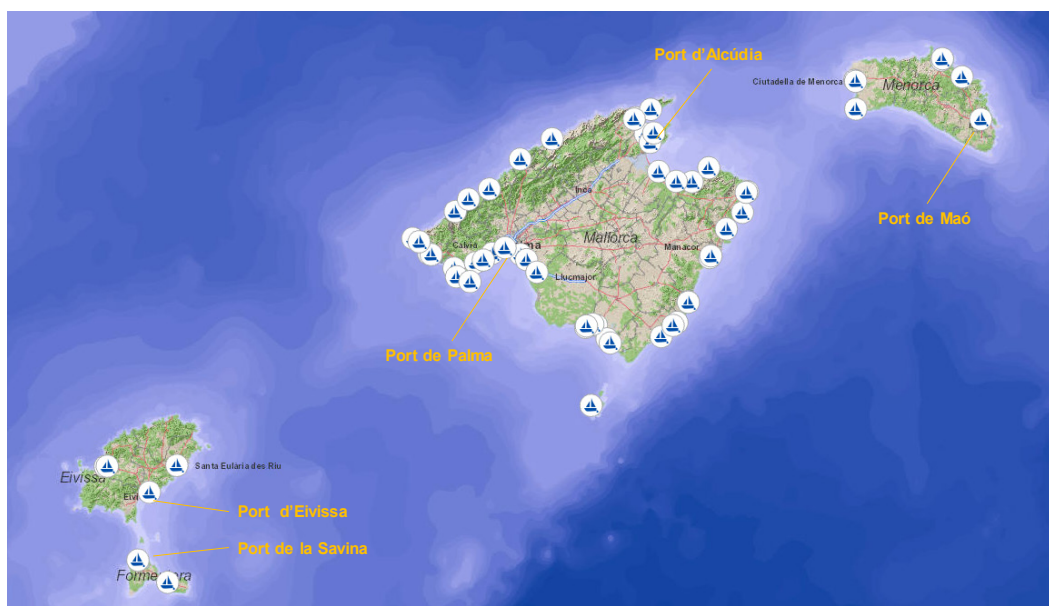 Port d'Alcúdia
Ciutadella de Menorca
Menorca
Port de Maó
Inca
Calvià
Mallorca
Manacor
Llucmajor
Port de Palma
Santa Eulària des Riu
Eivissa
Port d'Eivissa
Port de la Savina